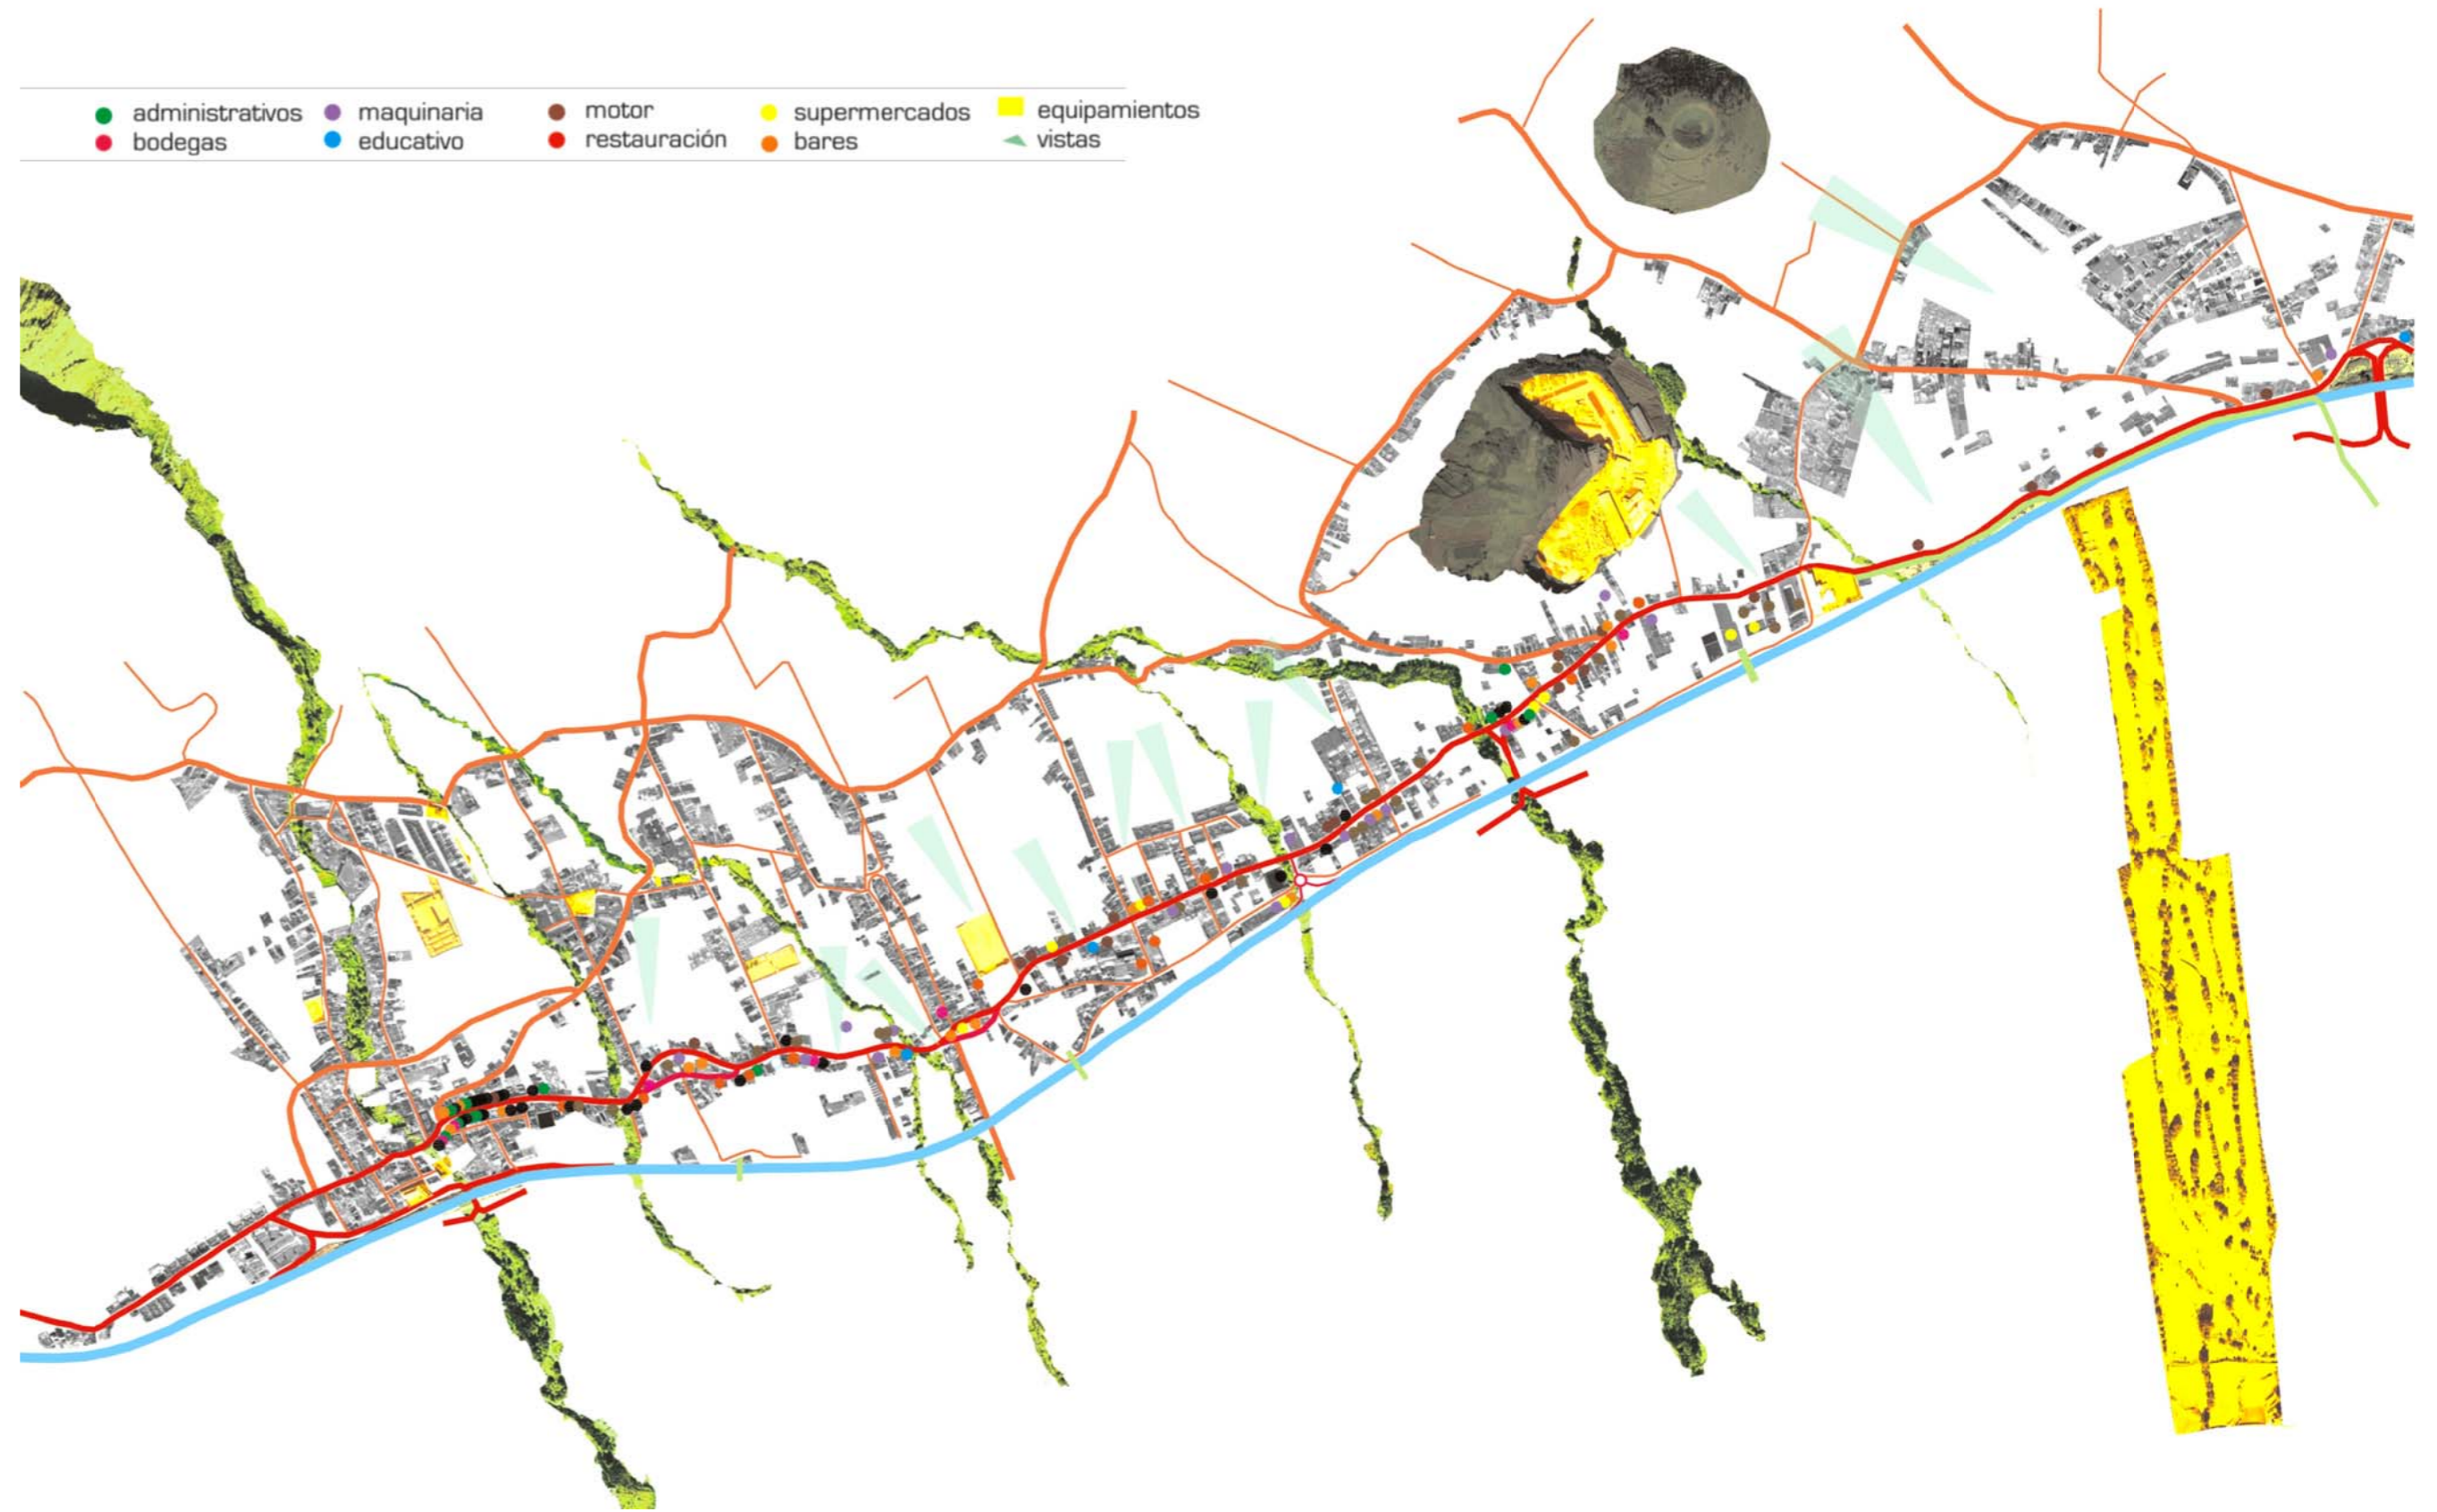 administrativos maquinaria motor supermercados equipamientos
bodegas educativo restauración bares vistas